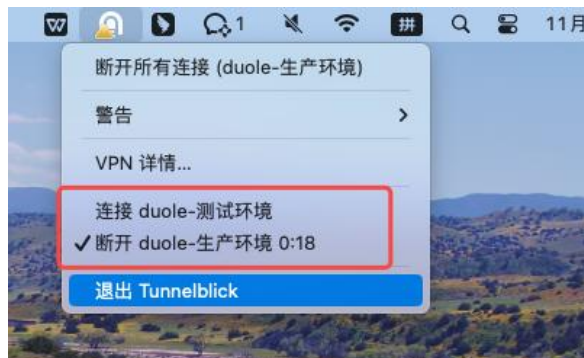 1
拼
11月
断开所有连接 (duole-生产环境)
警告
VPN 详情...
连接 duole-测试环境
✓断开 duole-生产环境 0:18
退出 Tunnelblick